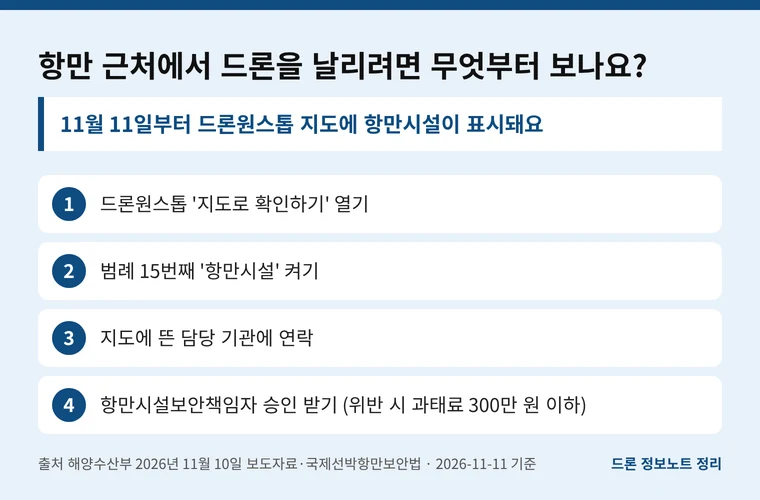 항만 근처에서 드론을 날리려면 무엇부터 보나요?
11월 11일부터 드론원스톱 지도에 항만시설이 표시돼요
1 드론원스톱 '지도로 확인하기' 열기
2 범례 15번째 '항만시설' 켜기
3 지도에 뜬 담당 기관에 연락
4 항만시설보안책임자 승인 받기 (위반 시 과태료 300만 원 이하)
출처 해양수산부 2026년 11월 10일 보도자료·국제선박항만보안법 · 2026-11-11 기준
드론 정보노트 정리